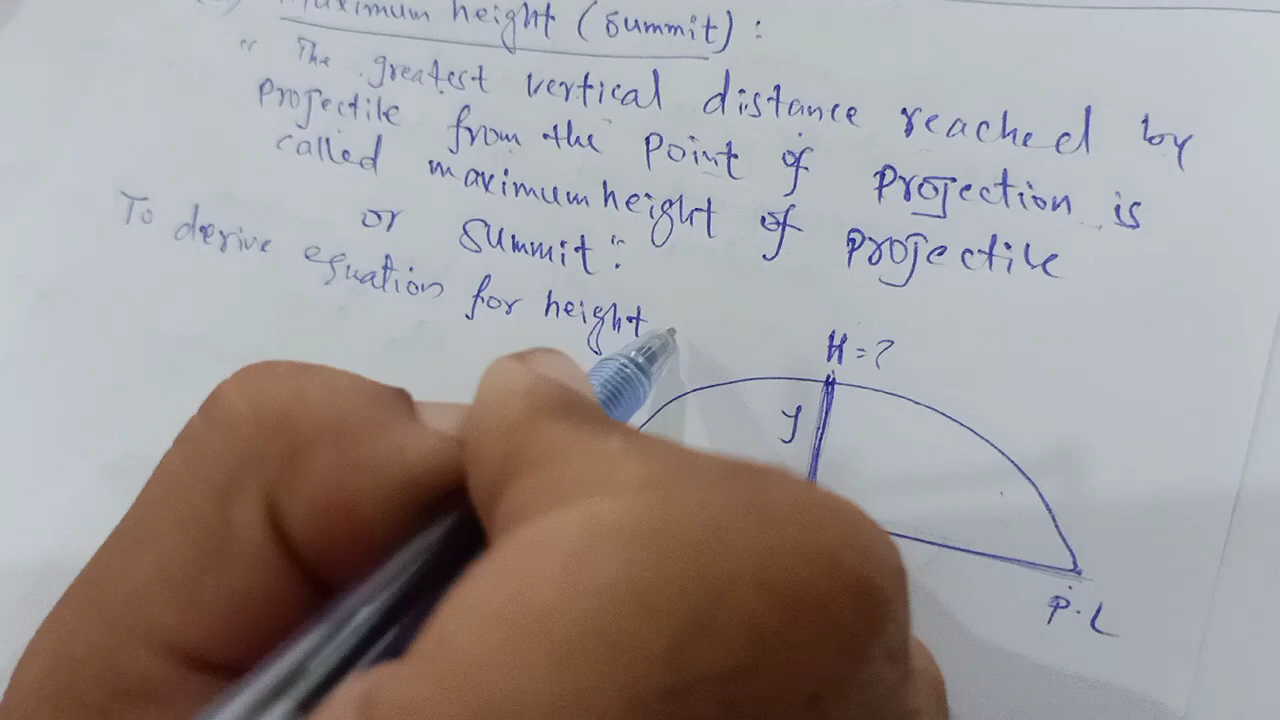 Maximum height (Summit) :
" The greatest vertical distance reached by
projectile from the point of projection is
called maximum height of projectile
or summit".
To derive equation for height
H = ?
y
P.L